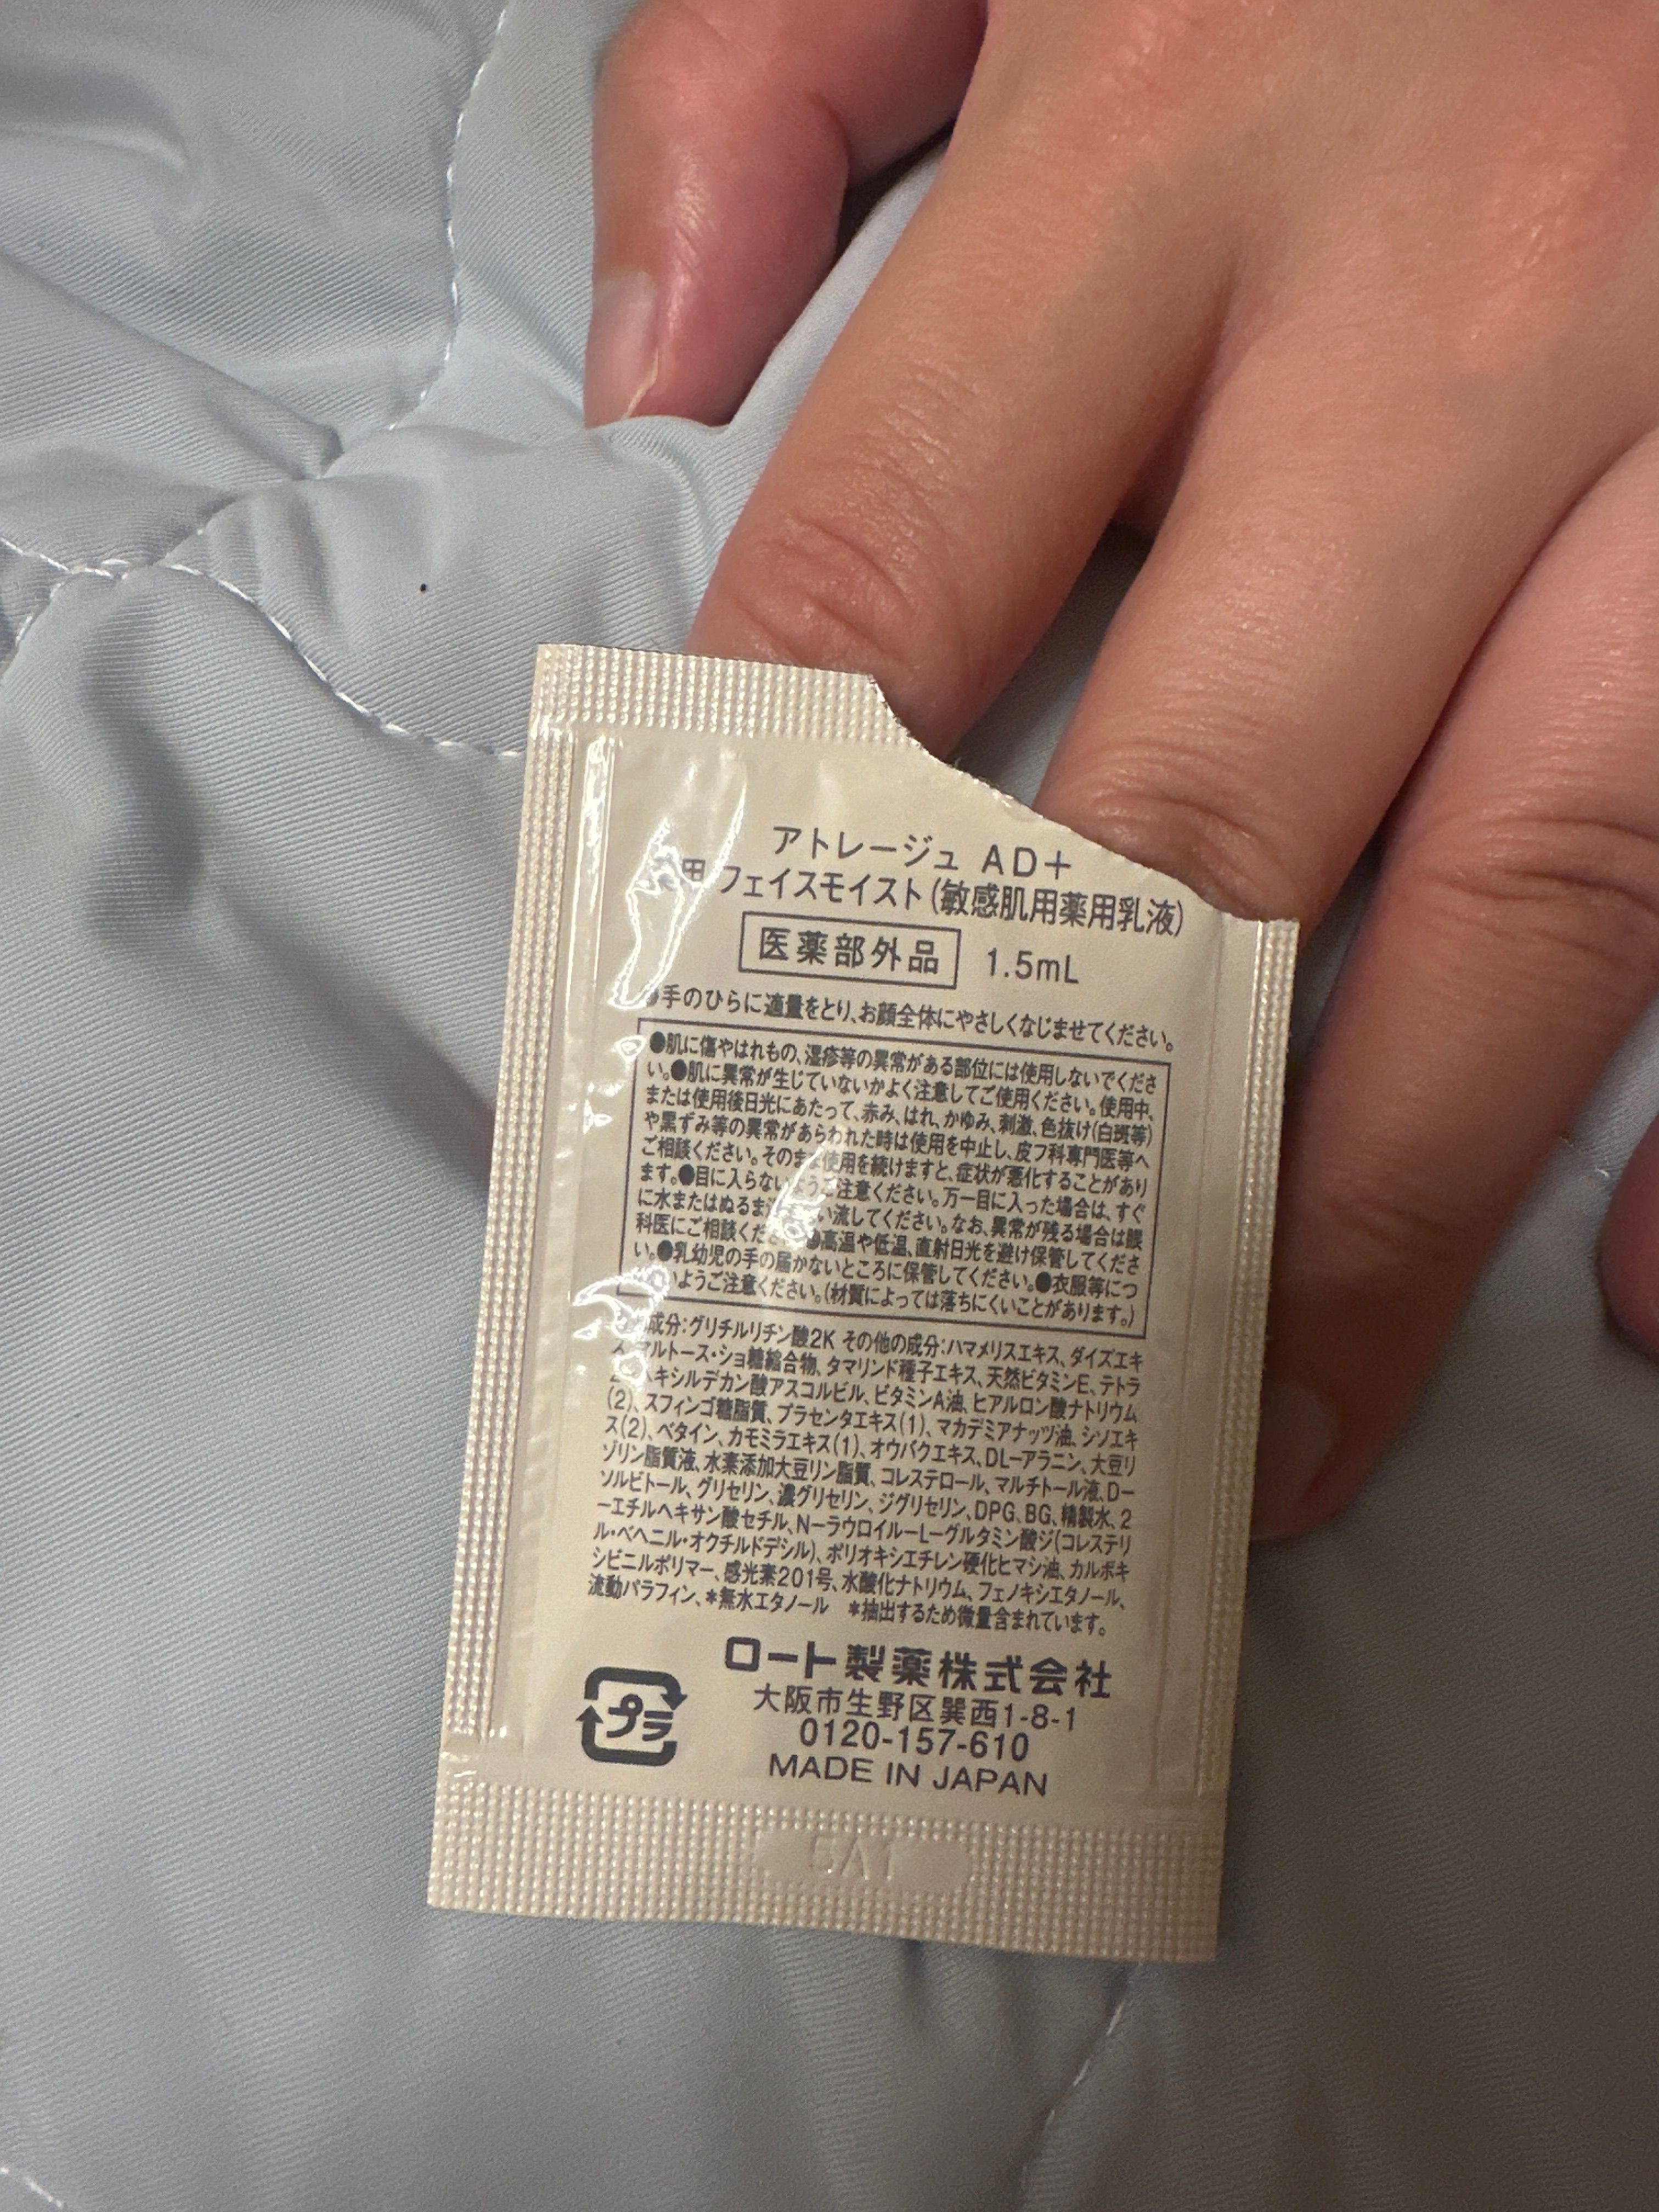 アトレージュ AD＋
用 フェイスモイスト（敏感肌用薬用乳液）
医薬部外品 1.5mL
●手のひらに適量をとり、お顔全体にやさしくなじませてください。
●肌に傷やはれもの、湿疹等の異常がある部位には使用しないでくださ
い。●肌に異常が生じていないかよく注意してご使用ください。使用中、
または使用後日光にあたって、赤み、はれ、かゆみ、刺激、色抜け（白斑等）
や黒ずみ等の異常があらわれた時は使用を中止し、皮フ科専門医等へ
ご相談ください。そのまま使用を続けますと、症状が悪化することがあり
ます。●目に入らないようご注意ください。万一目に入った場合は、すぐ
に水またはぬるま い流してください。なお、異常が残る場合は眼
科医にご相談くださ ●高温や低温、直射日光を避け保管してくださ
い。●乳幼児の手の届かないところに保管してください。●衣服等につ
いようご注意ください。（材質によっては落ちにくいことがあります。）
成分：グリチルリチン酸2K その他の成分：ハマメリスエキス、ダイズエキ
マルトース・ショ糖縮合物、タマリンド種子エキス、天然ビタミンE、テトラ
ヘキシルデカン酸アスコルビル、ビタミンA油、ヒアルロン酸ナトリウム
（2）、スフィンゴ糖脂質、プラセンタエキス（1）、マカデミアナッツ油、シソエキ
ス（2）、ベタイン、カモミラエキス（1）、オウバクエキス、DL－アラニン、大豆リ
ゾリン脂質液、水素添加大豆リン脂質、コレステロール、マルチトール液、D－
ソルビトール、グリセリン、濃グリセリン、ジグリセリン、DPG、BG、精製水、2
－エチルヘキサン酸セチル、N－ラウロイル－L－グルタミン酸ジ（コレステリ
ル・ベヘニル・オクチルドデシル）、ポリオキシエチレン硬化ヒマシ油、カルボキ
シビニルポリマー、感光素201号、水酸化ナトリウム、フェノキシエタノール、
流動パラフィン、＊無水エタノール ＊抽出するため微量含まれています。
ロート製薬株式会社
大阪市生野区巽西1-8-1
プラ
0120-157-610
MADE IN JAPAN